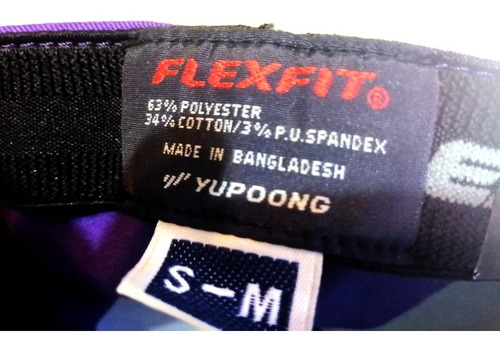 FLEXFIT®
63% POLYESTER
34% COTTON/3% P.U.SPANDEX
MADE IN BANGLADESH
YUPOONG
S-M